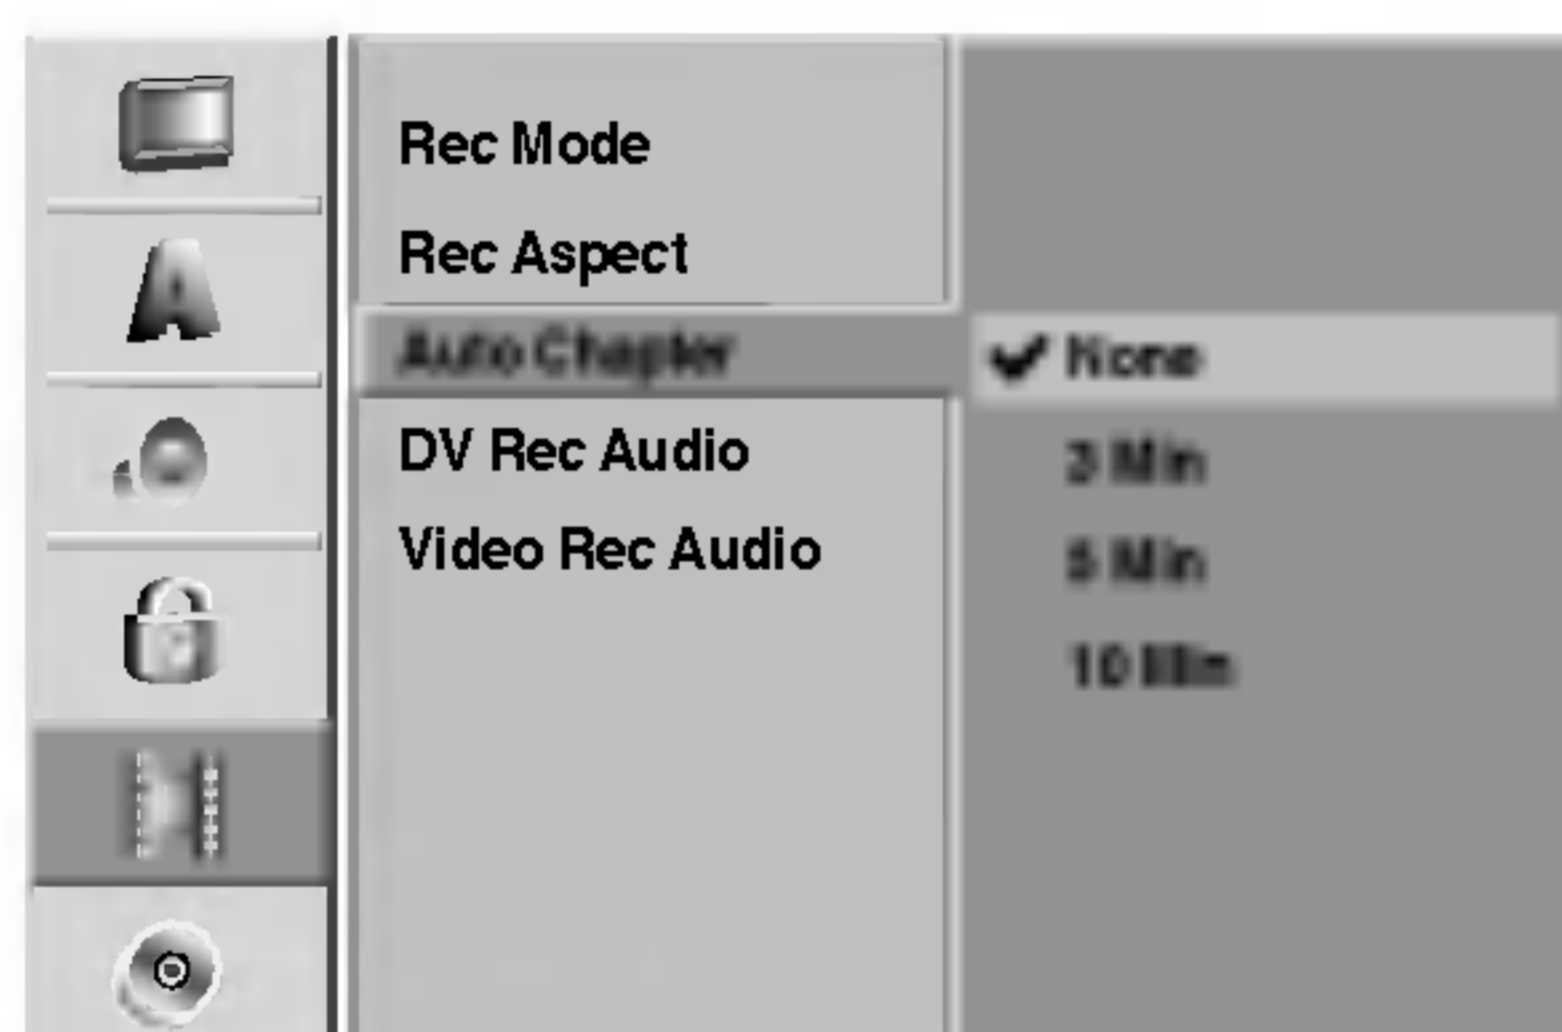 Rec Mode
Rec Aspect
Auto Chapter
DV Rec Audio
Video Rec Audio
None
3 Min
5 Min
10 Min